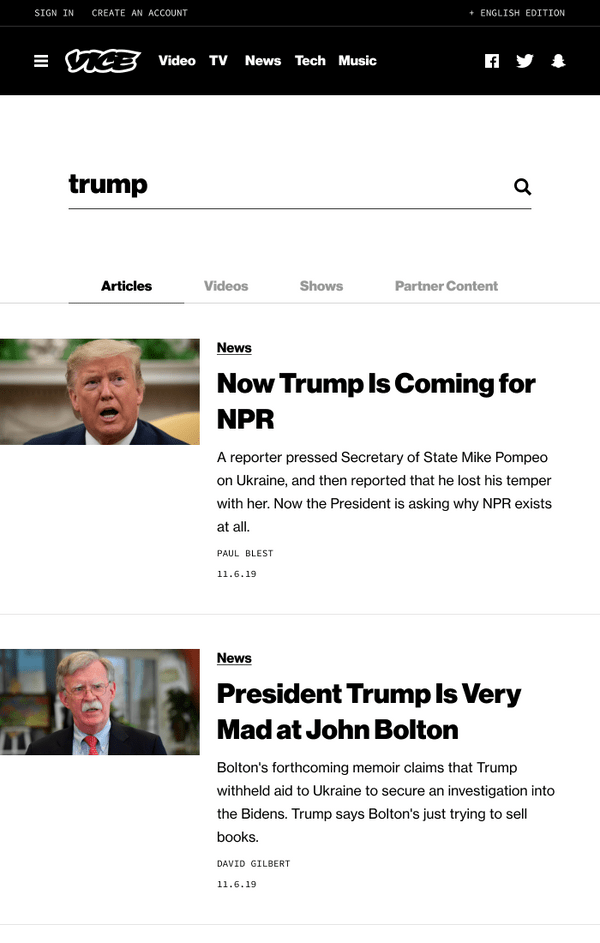 SIGN IN CREATE AN ACCOUNT + ENGLISH EDITION
VICE Video TV News Tech Music
trump
Articles Videos Shows Partner Content
News
Now Trump Is Coming for
NPR
A reporter pressed Secretary of State Mike Pompeo
on Ukraine, and then reported that he lost his temper
with her. Now the President is asking why NPR exists
at all.
PAUL BLEST
11.6.19
News
President Trump Is Very
Mad at John Bolton
Bolton's forthcoming memoir claims that Trump
withheld aid to Ukraine to secure an investigation into
the Bidens. Trump says Bolton's just trying to sell
books.
DAVID GILBERT
11.6.19